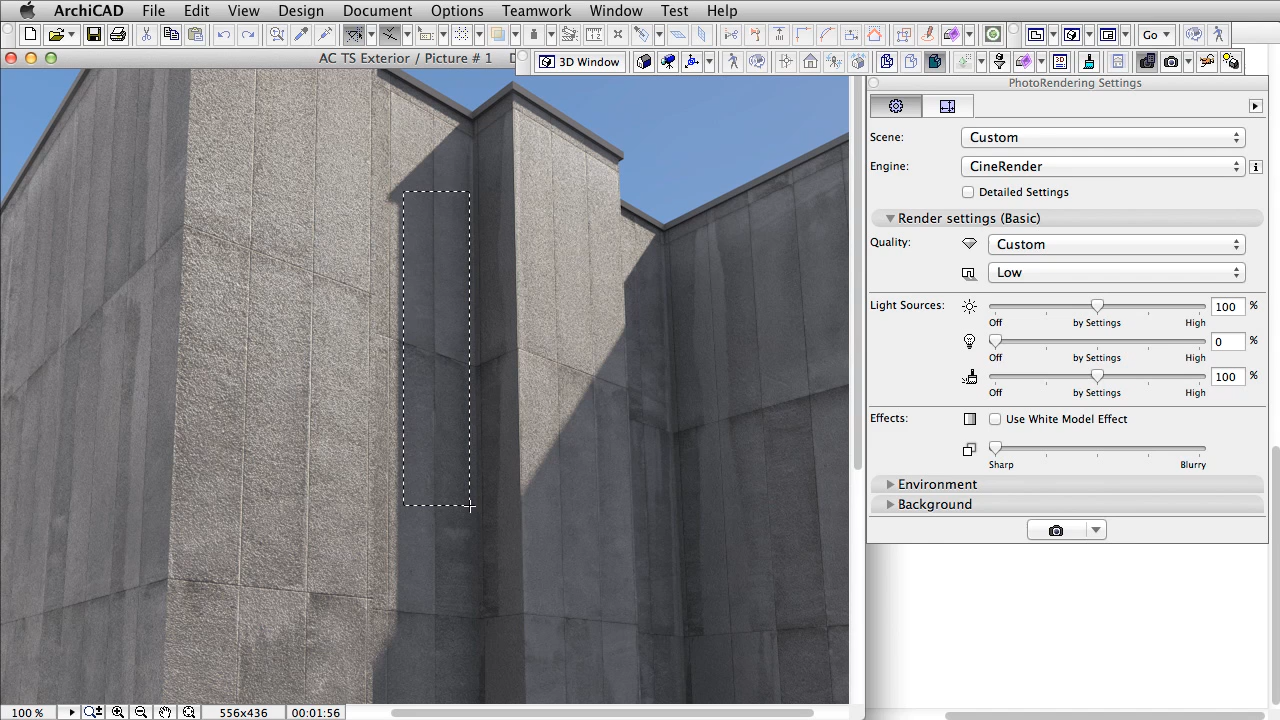 ArchiCAD File Edit View Design Document Options Teamwork Window Test Help
Go
AC TS Exterior / Picture # 1
3D Window
PhotoRendering Settings
Scene: Custom
Engine: CineRender
Detailed Settings
Render settings (Basic)
Quality: Custom
Low
Light Sources: 100 %
Off by Settings High
0 %
Off by Settings High
100 %
Off by Settings High
Effects: Use White Model Effect
Sharp Blurry
Environment
Background
100 % 556x436 00:01:56